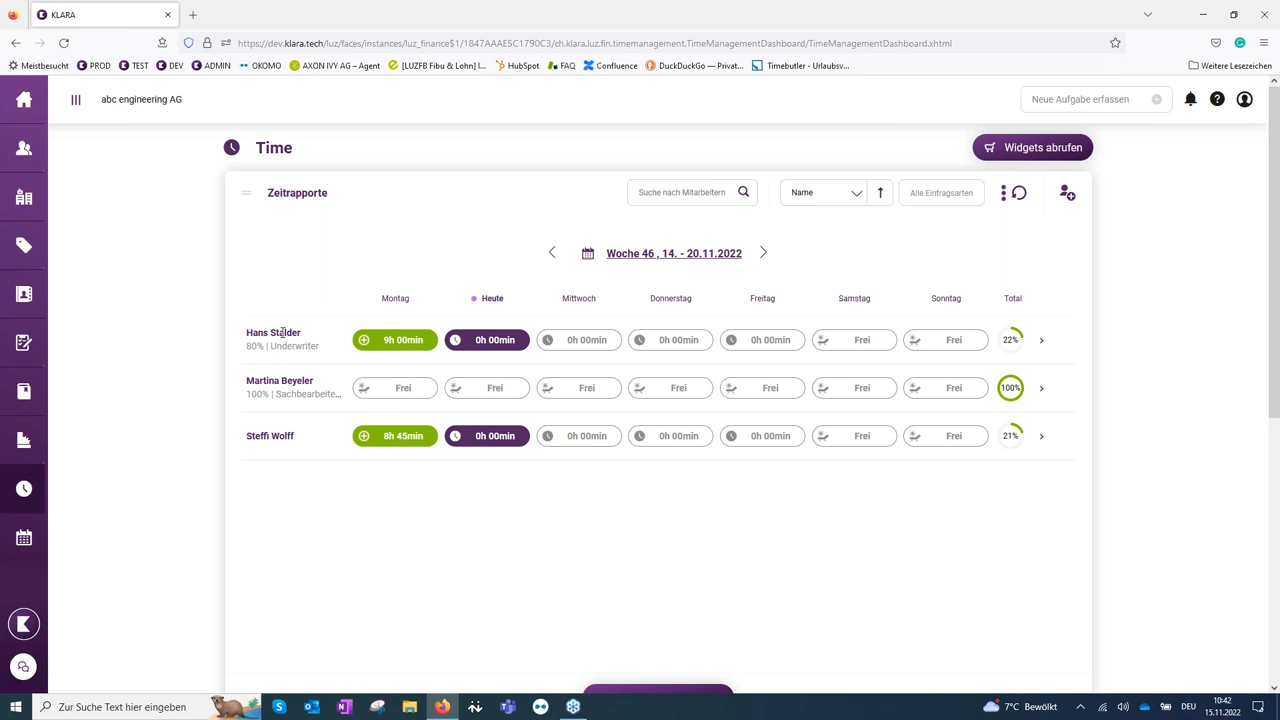 KLARA
https://dev.klara.tech/luz/faces/instances/luz_finance$1/1847AAAE5C1790C3/ch.klara.luz.fin.timemanagement.TimeManagementDashboard/TimeManagementDashboard.xhtml
Meistbesucht PROD TEST DEV ADMIN OKOMO AXON IVY AG – Agent [LUZFB Fibu & Lohn] I... HubSpot FAQ Confluence DuckDuckGo — Privat... Timebutler - Urlaubsv... Weitere Lesezeichen
abc engineering AG Neue Aufgabe erfassen
Time Widgets abrufen
Zeitrapporte Suche nach Mitarbeitern Name Alle Eintragsarten
Woche 46 , 14. - 20.11.2022
Montag Heute Mittwoch Donnerstag Freitag Samstag Sonntag Total
Hans Stalder 9h 00min 0h 00min 0h 00min 0h 00min 0h 00min Frei Frei 22%
80% | Underwriter
Martina Beyeler Frei Frei Frei Frei Frei Frei Frei 100%
100% | Sachbearbeite...
Steffi Wolff 8h 45min 0h 00min 0h 00min 0h 00min 0h 00min Frei Frei 21%
Zur Suche Text hier eingeben 7°C Bewölkt DEU 10:42
15.11.2022